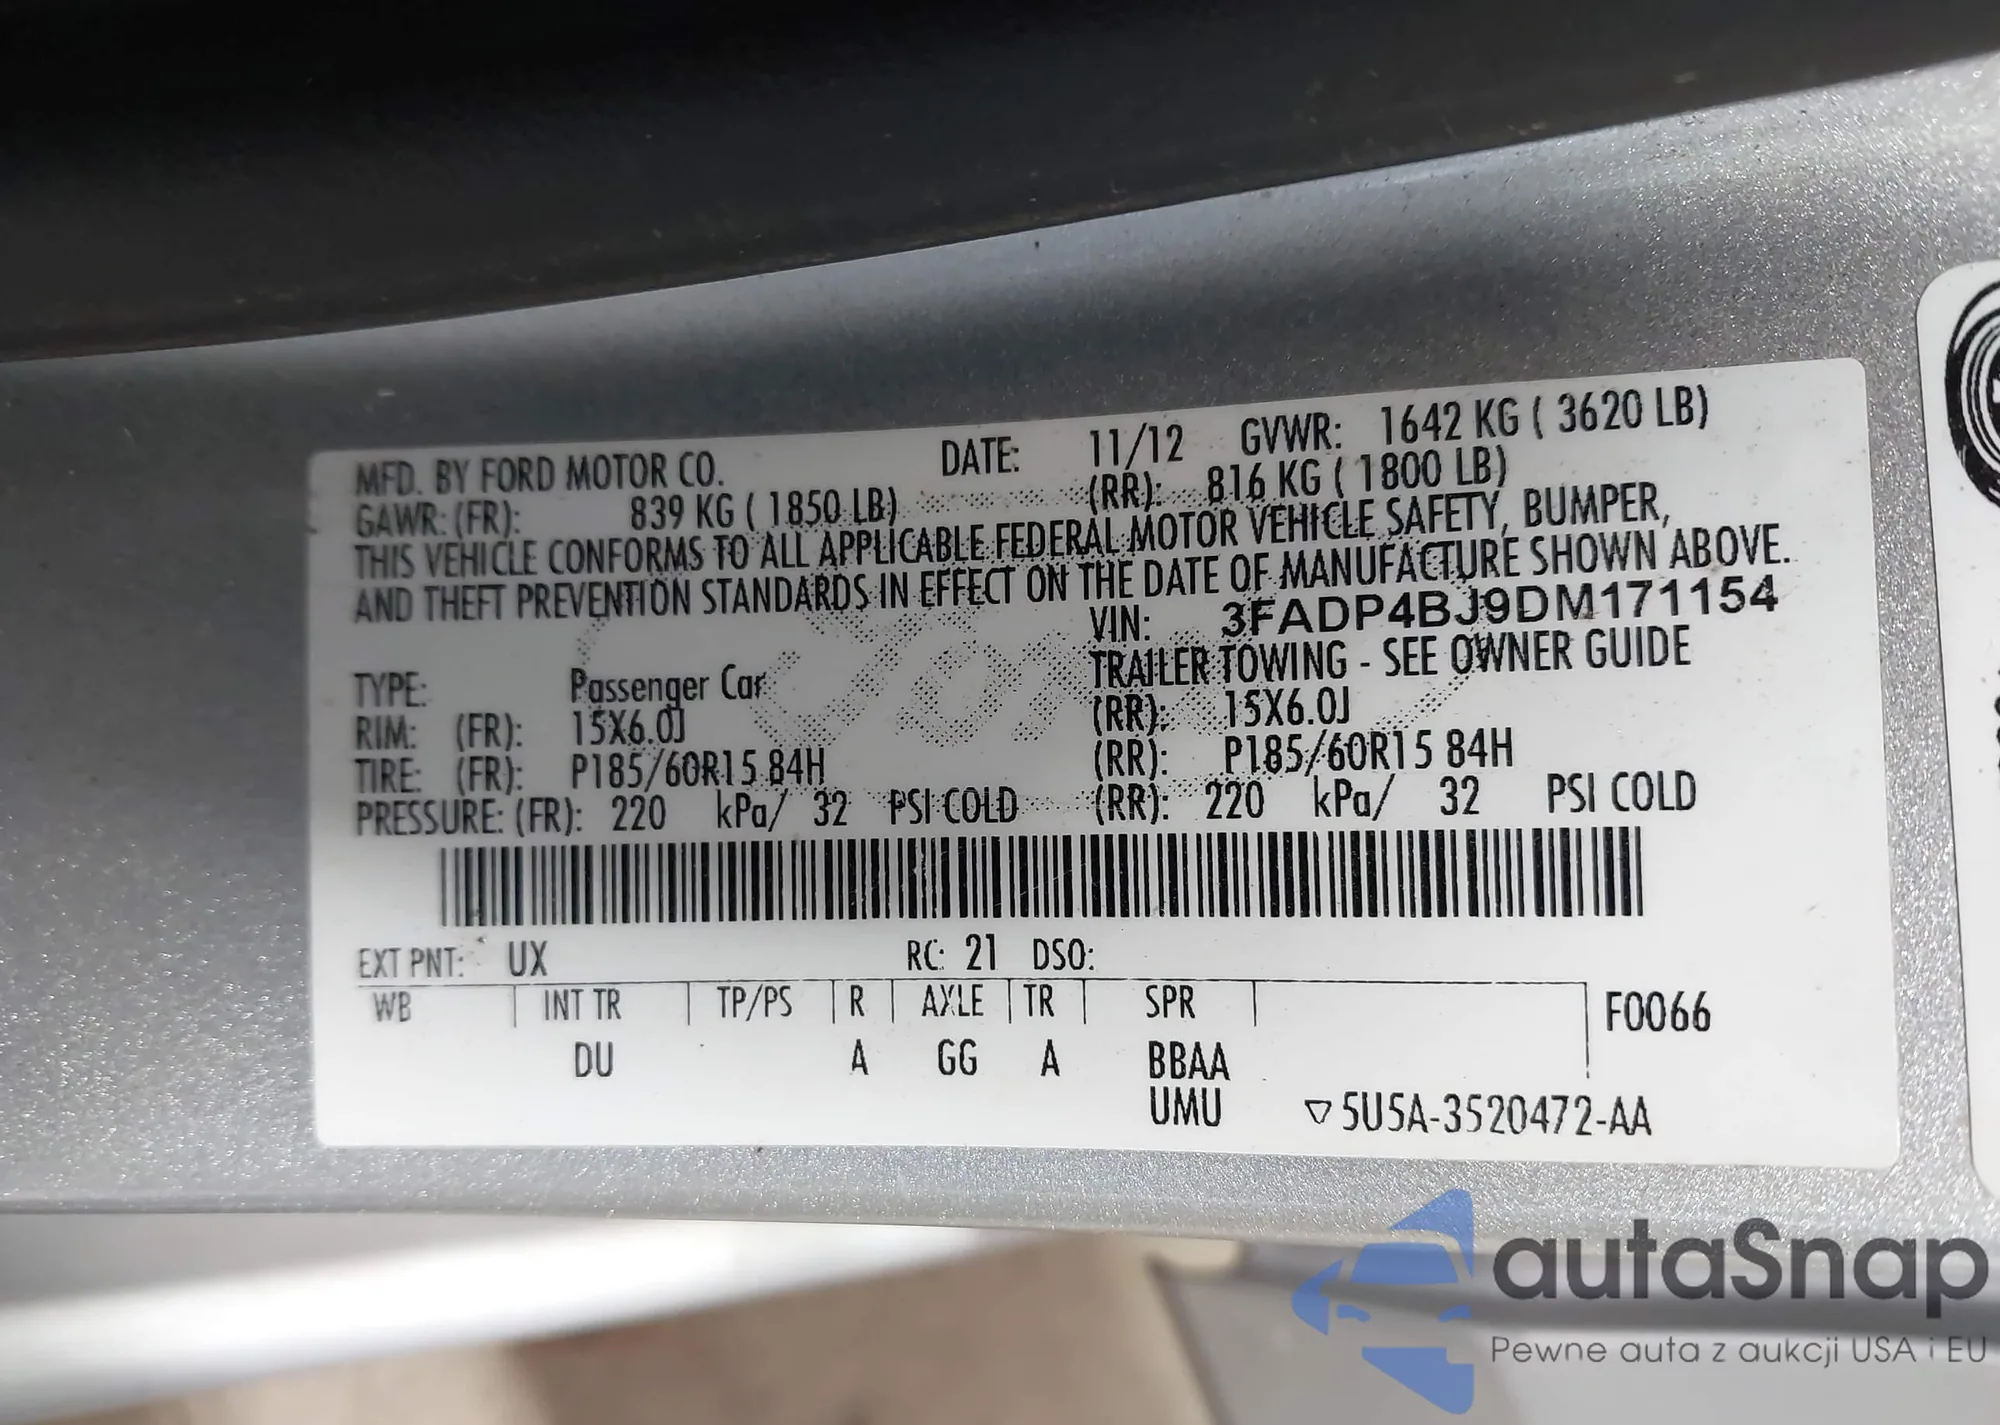 MFD. BY FORD MOTOR CO. DATE: 11/12 GVWR: 1642 KG ( 3620 LB)
GAWR: (FR): 839 KG ( 1850 LB) (RR): 816 KG ( 1800 LB)
THIS VEHICLE CONFORMS TO ALL APPLICABLE FEDERAL MOTOR VEHICLE SAFETY, BUMPER,
AND THEFT PREVENTION STANDARDS IN EFFECT ON THE DATE OF MANUFACTURE SHOWN ABOVE.
VIN: 3FADP4BJ9DM171154
TRAILER TOWING - SEE OWNER GUIDE
TYPE: Passenger Car
RIM: (FR): 15X6.0J (RR): 15X6.0J
TIRE: (FR): P185/60R15 84H (RR): P185/60R15 84H
PRESSURE: (FR): 220 kPa/ 32 PSI COLD (RR): 220 kPa/ 32 PSI COLD
EXT PNT: UX RC: 21 DSO:
WB INT TR TP/PS R AXLE TR SPR F0066
DU A GG A BBAA
UMU ▽5U5A-3520472-AA
autaSnap
Pewne auta z aukcji USA i EU